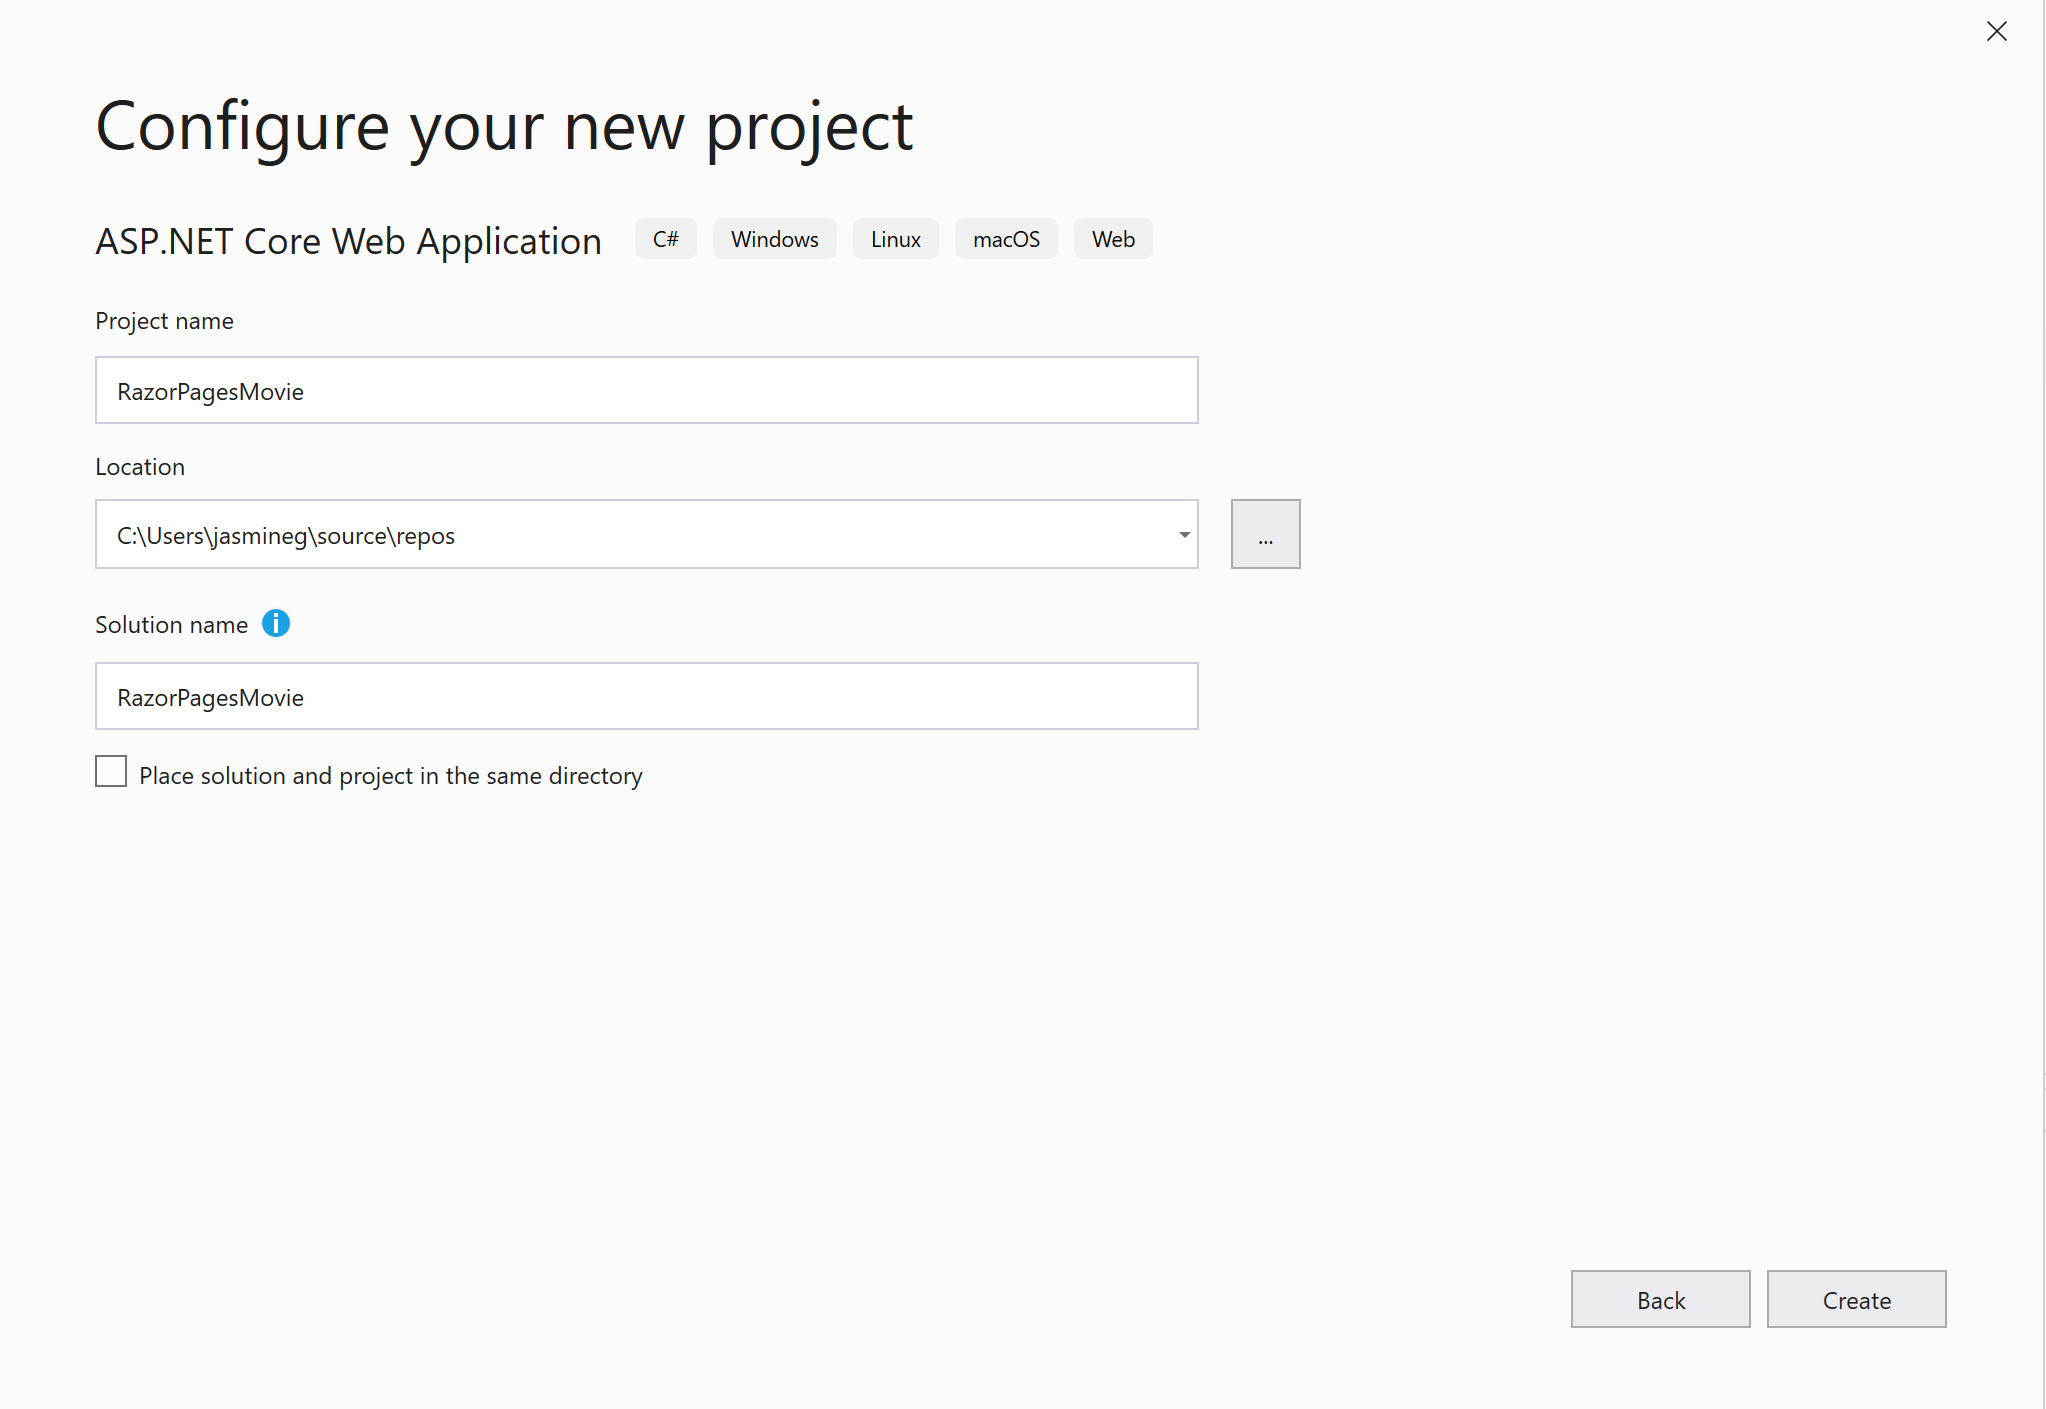 Configure your new project
ASP.NET Core Web Application C# Windows Linux macOS Web
Project name
RazorPagesMovie
Location
C:\Users\jasmineg\source\repos ...
Solution name
RazorPagesMovie
Place solution and project in the same directory
Back Create